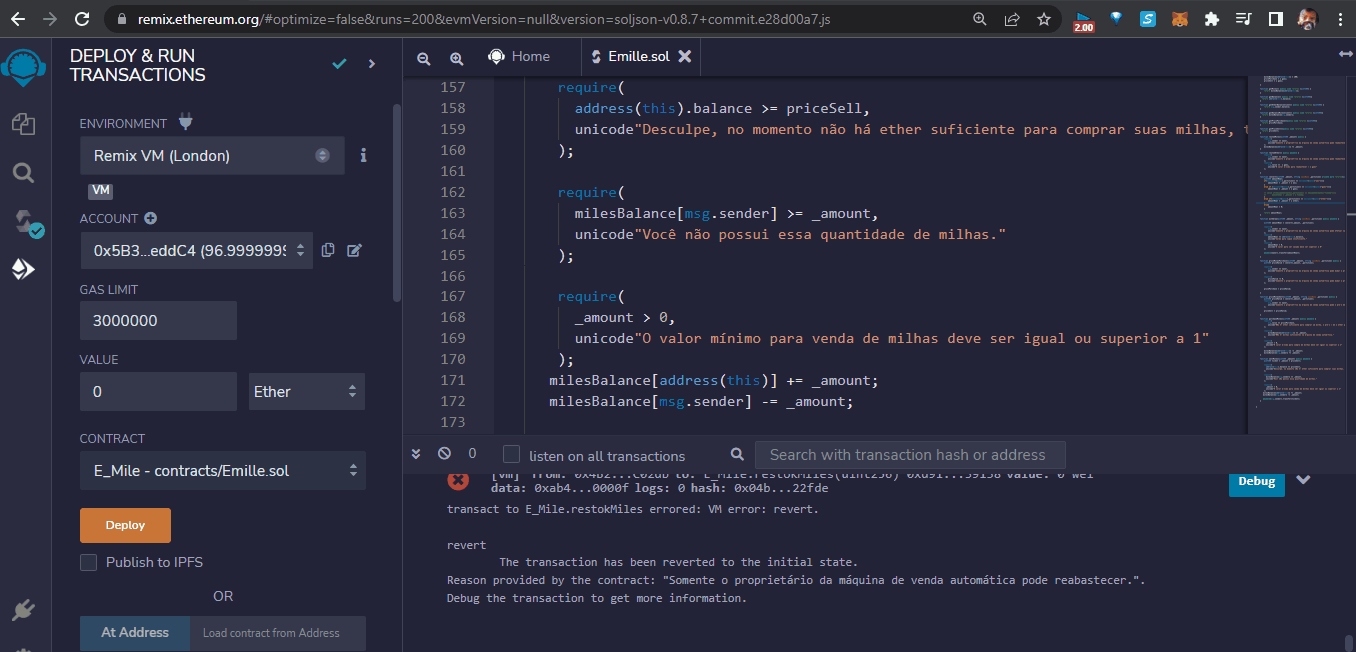 remix.ethereum.org/#optimize=false&runs=200&evmVersion=null&version=soljson-v0.8.7+commit.e28d00a7.js
2.00
DEPLOY & RUN
TRANSACTIONS
ENVIRONMENT
Remix VM (London)
VM
ACCOUNT
0x5B3...eddC4 (96.9999999
GAS LIMIT
3000000
VALUE
0
Ether
CONTRACT
E_Mile - contracts/Emille.sol
Deploy
Publish to IPFS
OR
At Address
Load contract from Address
Home
Emille.sol
157 require(
158 address(this).balance >= priceSell,
159 unicode"Desculpe, no momento não há ether suficiente para comprar suas milhas,
160 );
161
162 require(
163 milesBalance[msg.sender] >= _amount,
164 unicode"Você não possui essa quantidade de milhas."
165 );
166
167 require(
168 _amount > 0,
169 unicode"O valor mínimo para venda de milhas deve ser igual ou superior a 1"
170 );
171 milesBalance[address(this)] += _amount;
172 milesBalance[msg.sender] -= _amount;
173
0
listen on all transactions
Search with transaction hash or address
[vm] from: 0x4B2...C02db to: E_Mile.restokMiles(uint256) 0xd91...39138 value: 0 wei
data: 0xab4...0000f logs: 0 hash: 0x04b...22fde
Debug
transact to E_Mile.restokMiles errored: VM error: revert.
revert
The transaction has been reverted to the initial state.
Reason provided by the contract: "Somente o proprietário da máquina de venda automática pode reabastecer.".
Debug the transaction to get more information.